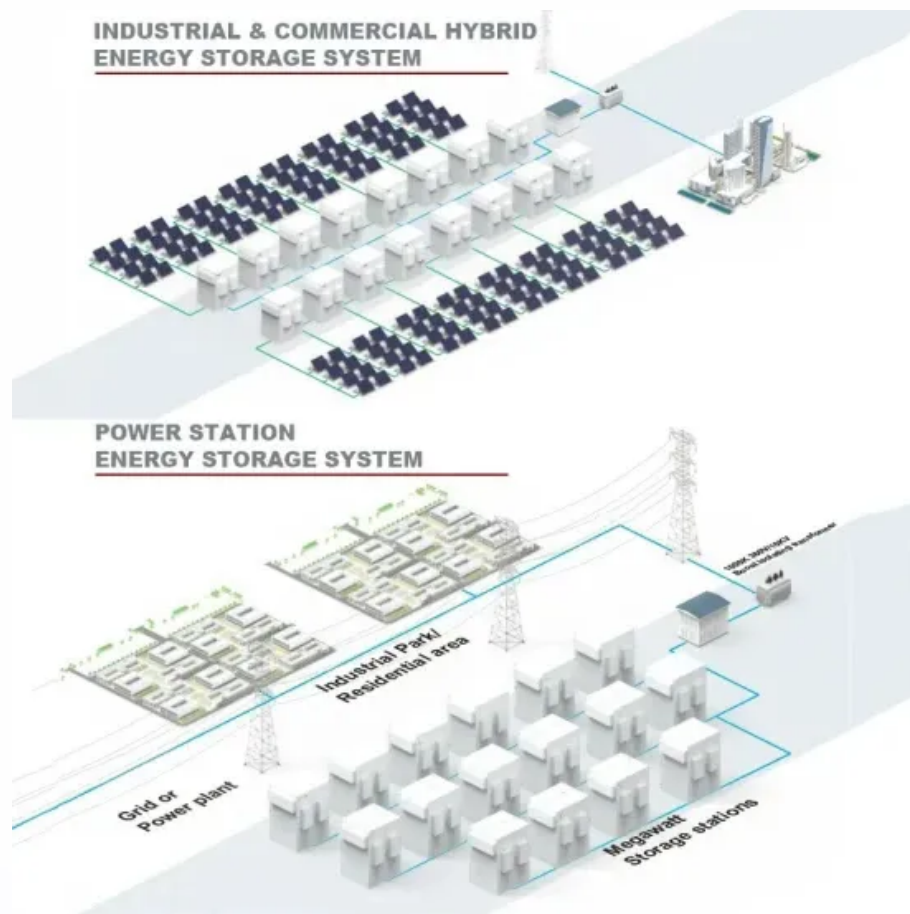 INDUSTRIAL & COMMERCIAL HYBRID
ENERGY STORAGE SYSTEM
POWER STATION
ENERGY STORAGE SYSTEM
Industrial Park/
Residential area
Grid or
Power plant
Megawatt
Storage stations